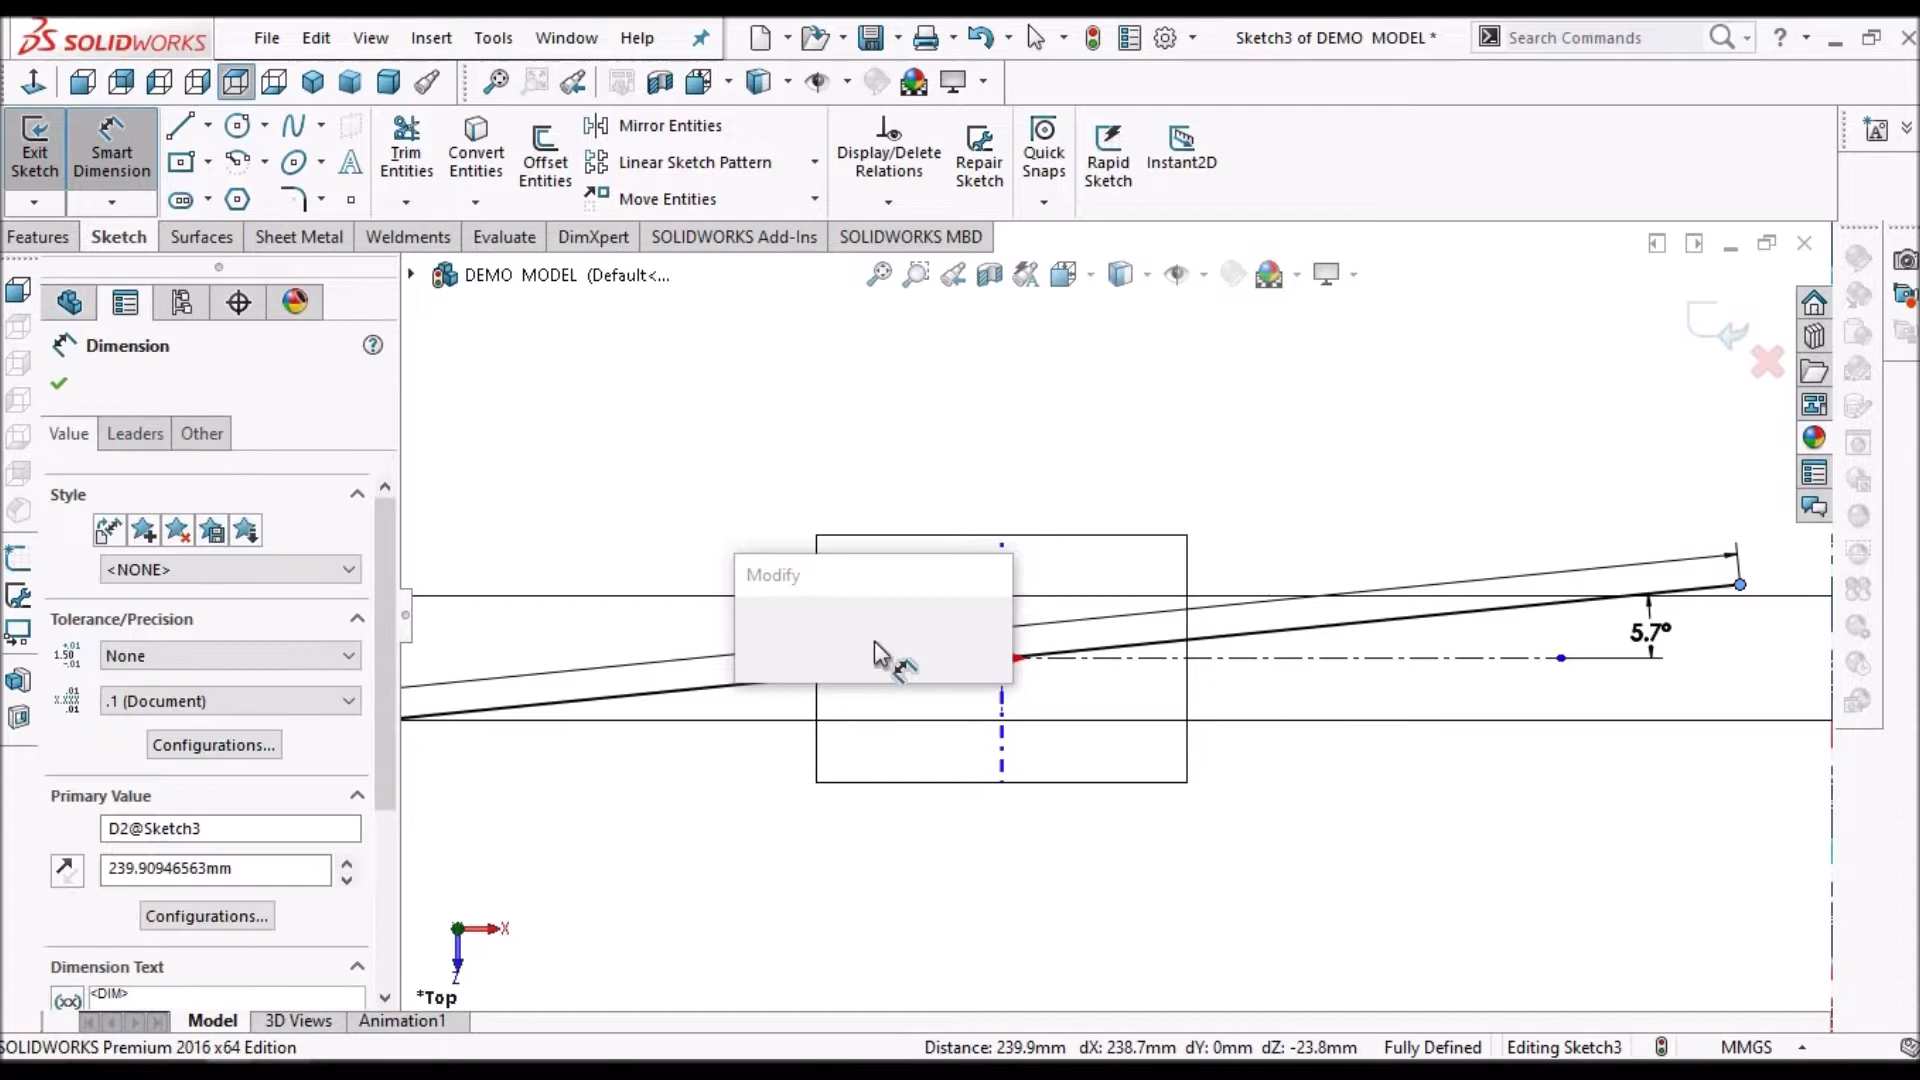 SOLIDWORKS File Edit View Insert Tools Window Help Sketch3 of DEMO MODEL * Search Commands ?
Exit Sketch
Smart Dimension
Trim Entities
Convert Entities
Offset Entities
Mirror Entities
Linear Sketch Pattern
Move Entities
Display/Delete Relations
Repair Sketch
Quick Snaps
Rapid Sketch
Instant2D
Features Sketch Surfaces Sheet Metal Weldments Evaluate DimXpert SOLIDWORKS Add-Ins SOLIDWORKS MBD
DEMO MODEL (Default<...
Dimension
Value Leaders Other
Style
<NONE>
Tolerance/Precision
None
.1 (Document)
Configurations...
Primary Value
D2@Sketch3
239.90946563mm
Configurations...
Dimension Text
<DIM>
Modify
5.7°
X
Z
*Top
Model 3D Views Animation1
SOLIDWORKS Premium 2016 x64 Edition Distance: 239.9mm dX: 238.7mm dY: 0mm dZ: -23.8mm Fully Defined Editing Sketch3 MMGS